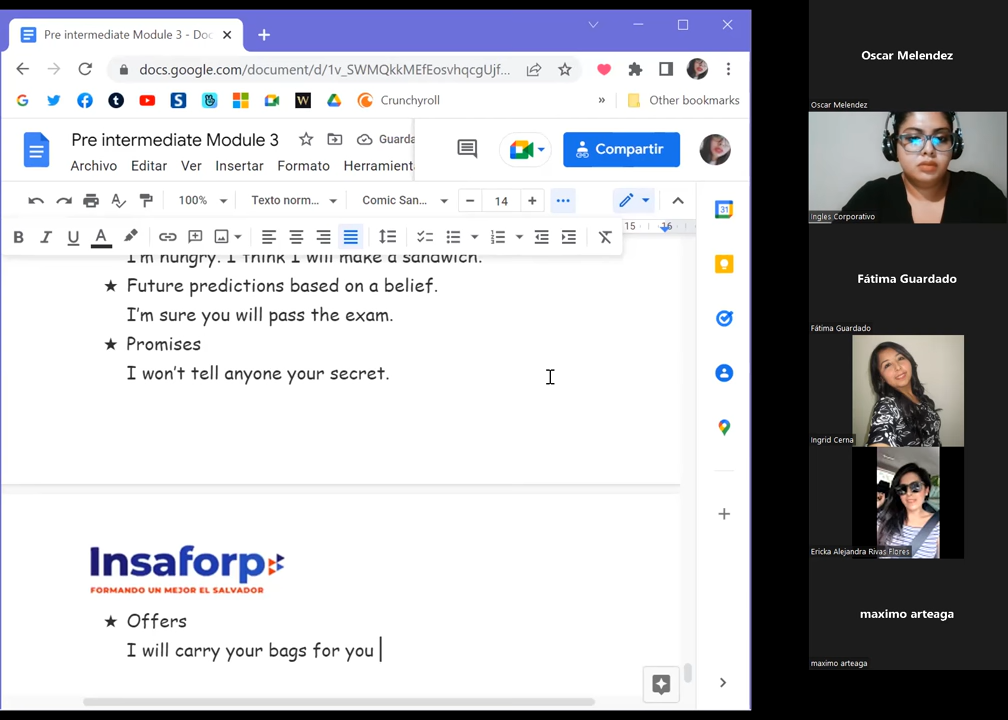 Pre intermediate Module 3 - Doc
docs.google.com/document/d/1v_SWMQkkMEfEosvhqcgUjf...
Crunchyroll
»
Other bookmarks
Pre intermediate Module 3
Guarda
Compartir
Archivo Editar Ver Insertar Formato Herramient
100% Texto norm... Comic San... 14
15 16
I'm hungry. I think I will make a sandwich.
★ Future predictions based on a belief.
I'm sure you will pass the exam.
★ Promises
I won't tell anyone your secret.
Insaforp
FORMANDO UN MEJOR EL SALVADOR
★ Offers
I will carry your bags for you
Oscar Melendez
Oscar Melendez
Ingles Corporativo
Fátima Guardado
Fátima Guardado
Ingrid Cerna
Ericka Alejandra Rivas Flores
maximo arteaga
maximo arteaga